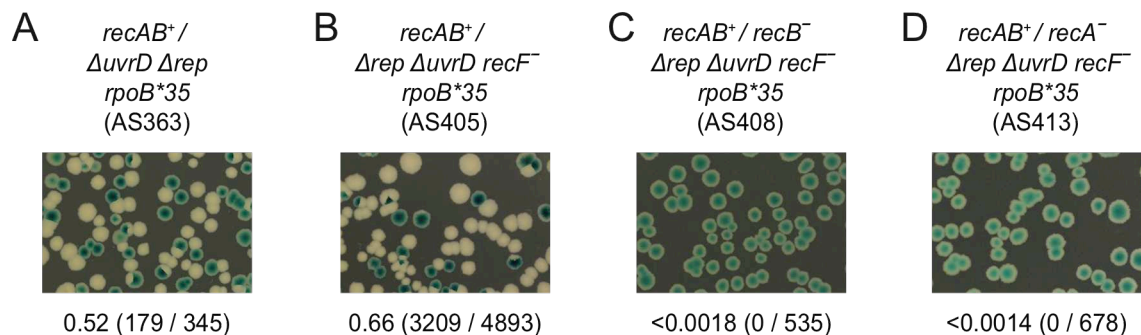 A
recAB⁺ /
ΔuvrD Δrep
rpoB*35
(AS363)
0.52 (179 / 345)
B
recAB⁺ /
Δrep ΔuvrD recF⁻
rpoB*35
(AS405)
0.66 (3209 / 4893)
C
recAB⁺ / recB⁻
Δrep ΔuvrD recF⁻
rpoB*35
(AS408)
<0.0018 (0 / 535)
D
recAB⁺ / recA⁻
Δrep ΔuvrD recF⁻
rpoB*35
(AS413)
<0.0014 (0 / 678)